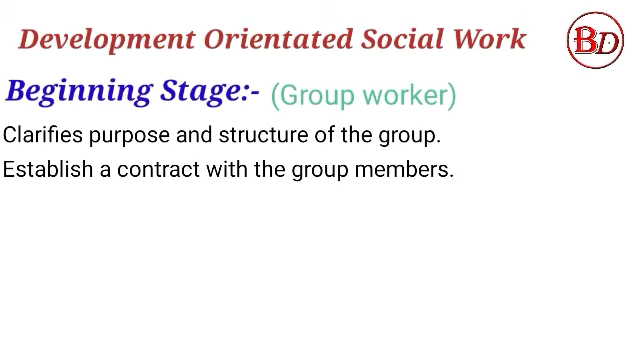 Development Orientated Social Work
BD
Beginning Stage:- (Group worker)
Clarifies purpose and structure of the group.
Establish a contract with the group members.